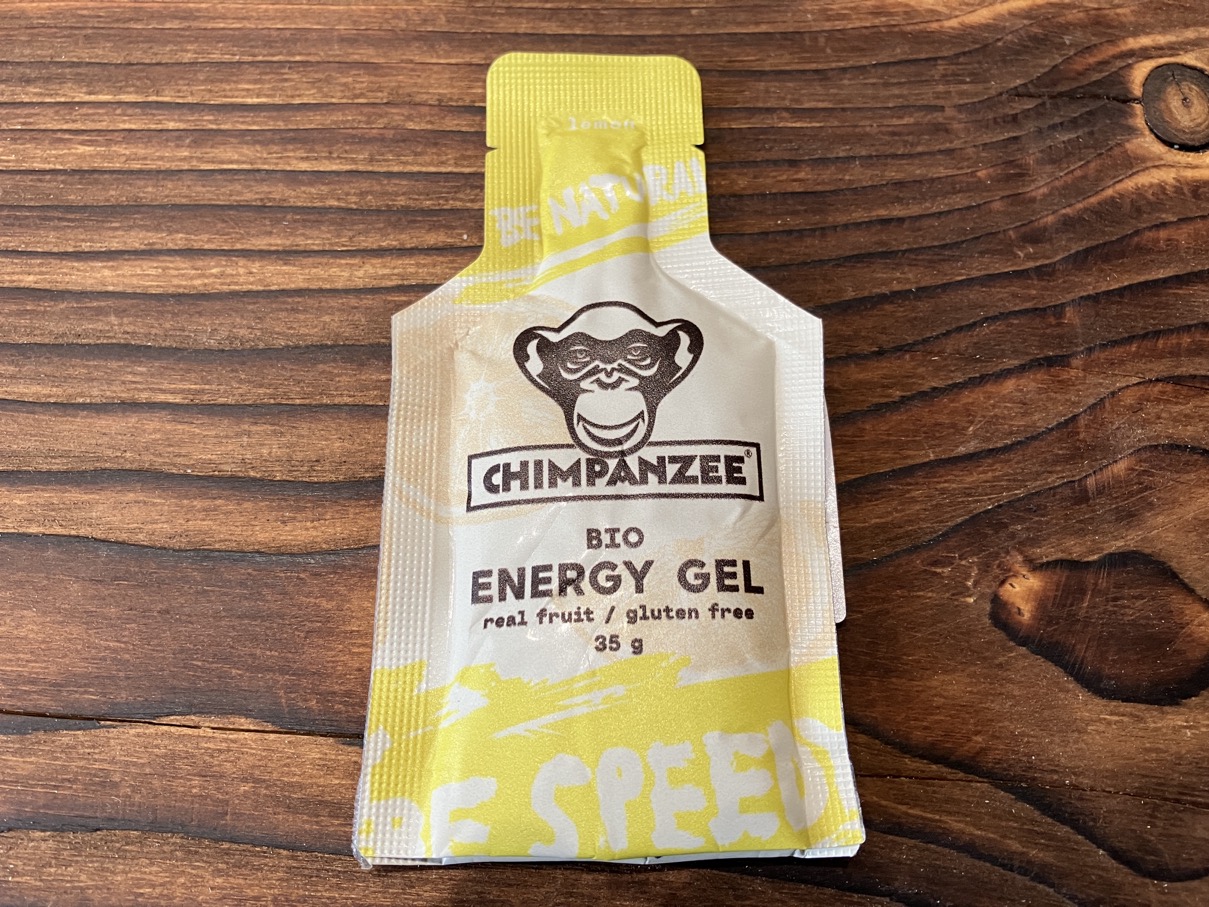 lemon
BE NATURAL
CHIMPANZEE®
BIO
ENERGY GEL
real fruit / gluten free
35 g
BE SPEED